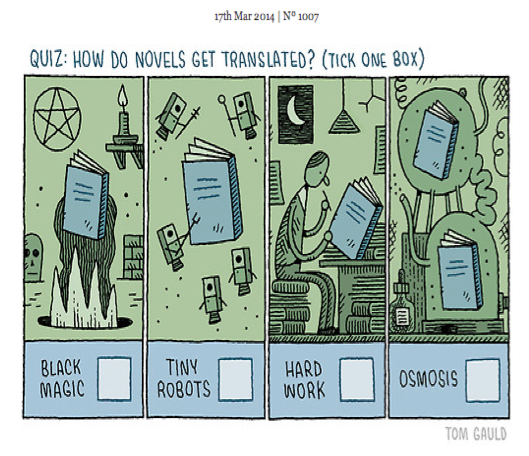 17th Mar 2014 | Nº 1007
QUIZ: HOW DO NOVELS GET TRANSLATED? (TICK ONE BOX)
BLACK
MAGIC
TINY
ROBOTS
HARD
WORK
OSMOSIS
TOM GAULD